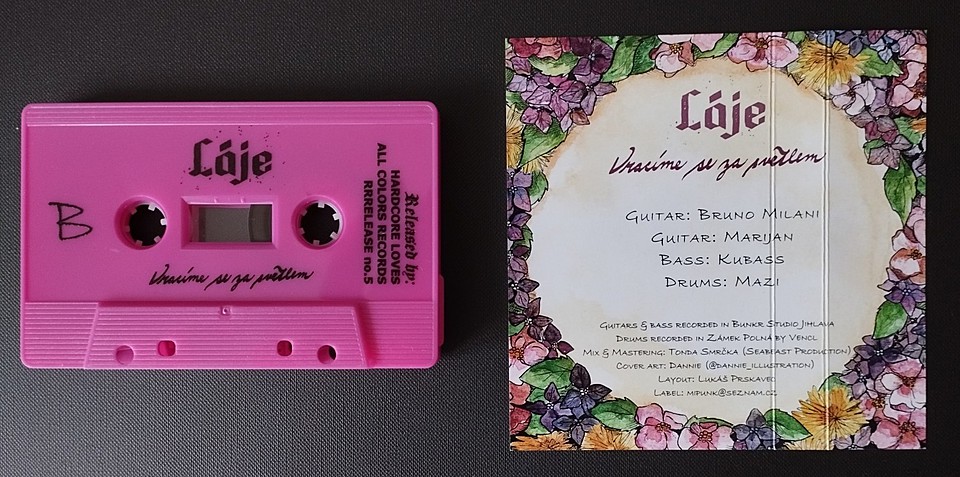 Láje
B
Vracíme se za světlem
Released by:
HARDCORE LOVES
ALL COLORS RECORDS
RRRELEASE no.5
Láje
Vracíme se za světlem
Guitar: Bruno Milani
Guitar: Marijan
Bass: Kubass
Drums: Mazi
Guitars & bass recorded in Bunkr Studio Jihlava
Drums recorded in Zámek Polná by Vencl
Mix & Mastering: Tonda Smrčka (Seabeast Production)
Cover art: Dannie (@dannie_illustration)
Layout: Lukáš Prskavec
Label: mipunk@seznam.cz